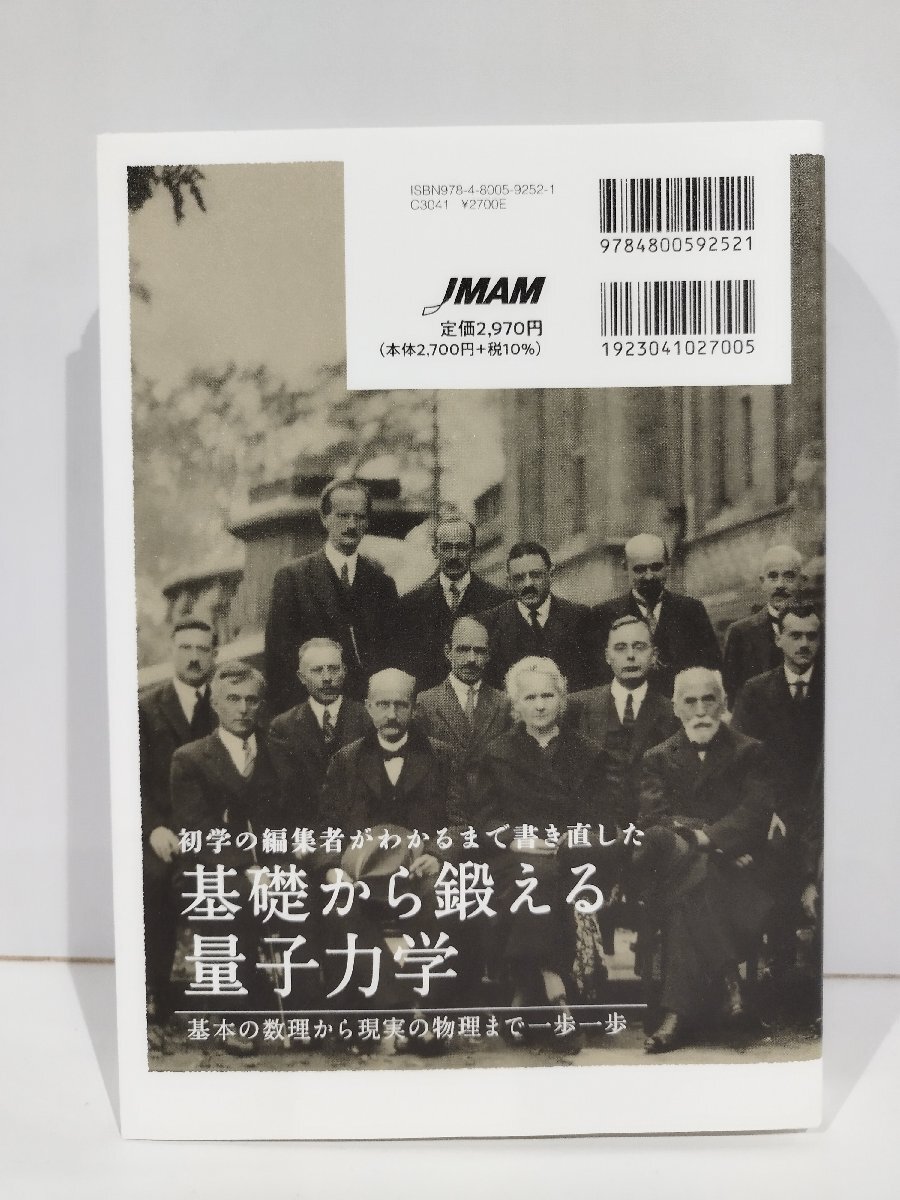 ISBN978-4-8005-9252-1
C3041 ¥2700E
9784800592521
JMAM
定価2,970円
(本体2,700円+税10%)
1923041027005
初学の編集者がわかるまで書き直した
基礎から鍛える
量子力学
基本の数理から現実の物理まで一歩一歩